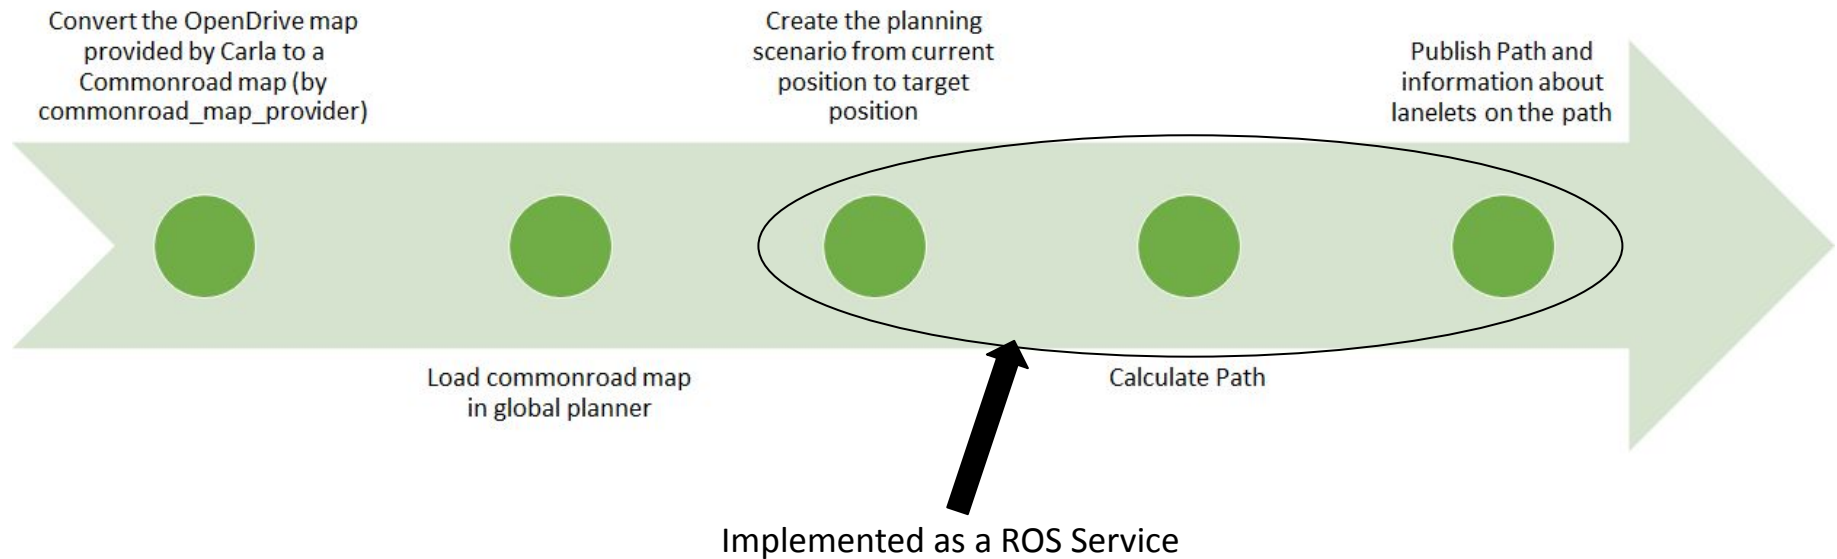 Convert the OpenDrive map
provided by Carla to a
Commonroad map (by
commonroad_map_provider)
Load commonroad map
in global planner
Create the planning
scenario from current
position to target
position
Calculate Path
Publish Path and
information about
lanelets on the path
Implemented as a ROS Service